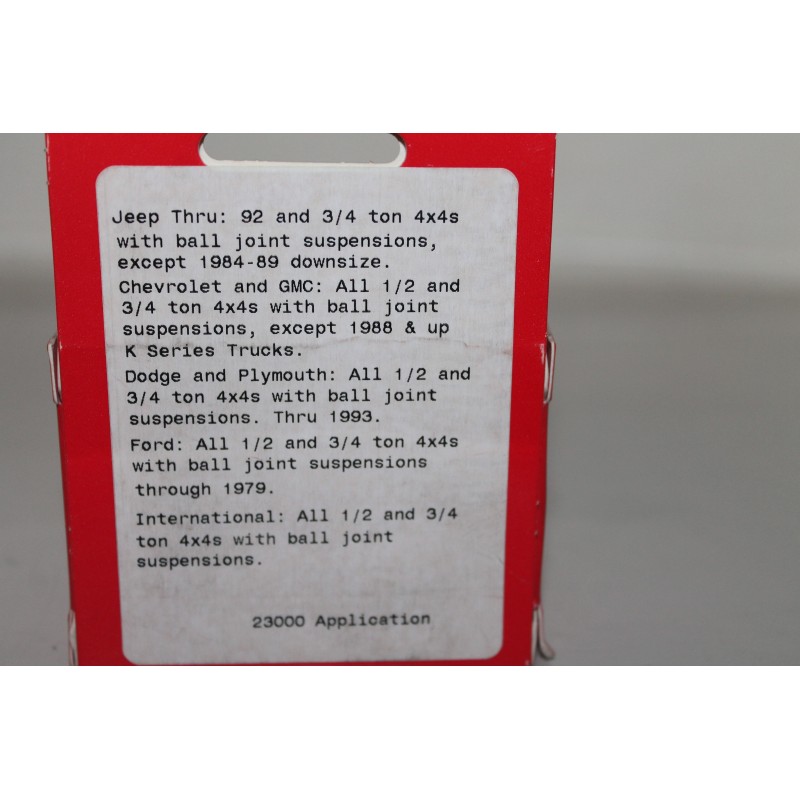 Jeep Thru: 92 and 3/4 ton 4x4s
with ball joint suspensions,
except 1984-89 downsize.
Chevrolet and GMC: All 1/2 and
3/4 ton 4x4s with ball joint
suspensions, except 1988 & up
K Series Trucks.
Dodge and Plymouth: All 1/2 and
3/4 ton 4x4s with ball joint
suspensions. Thru 1993.
Ford: All 1/2 and 3/4 ton 4x4s
with ball joint suspensions
through 1979.
International: All 1/2 and 3/4
ton 4x4s with ball joint
suspensions.
23000 Application